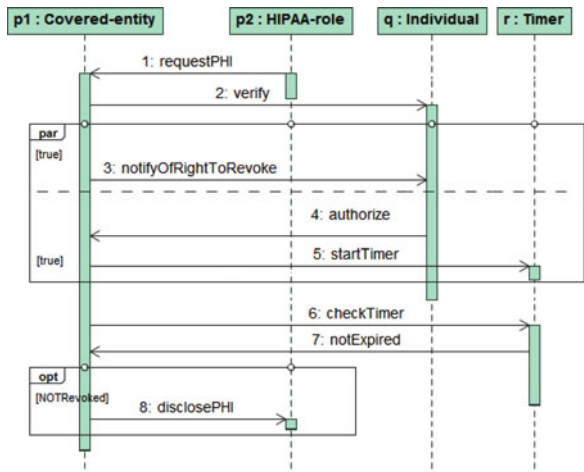 p1 : Covered-entity
p2 : HIPAA-role
q : Individual
r : Timer
1: requestPHI
2: verify
par
[true]
3: notifyOfRightToRevoke
4: authorize
[true]
5: startTimer
6: checkTimer
7: notExpired
opt
[NOTRevoked]
8: disclosePHI